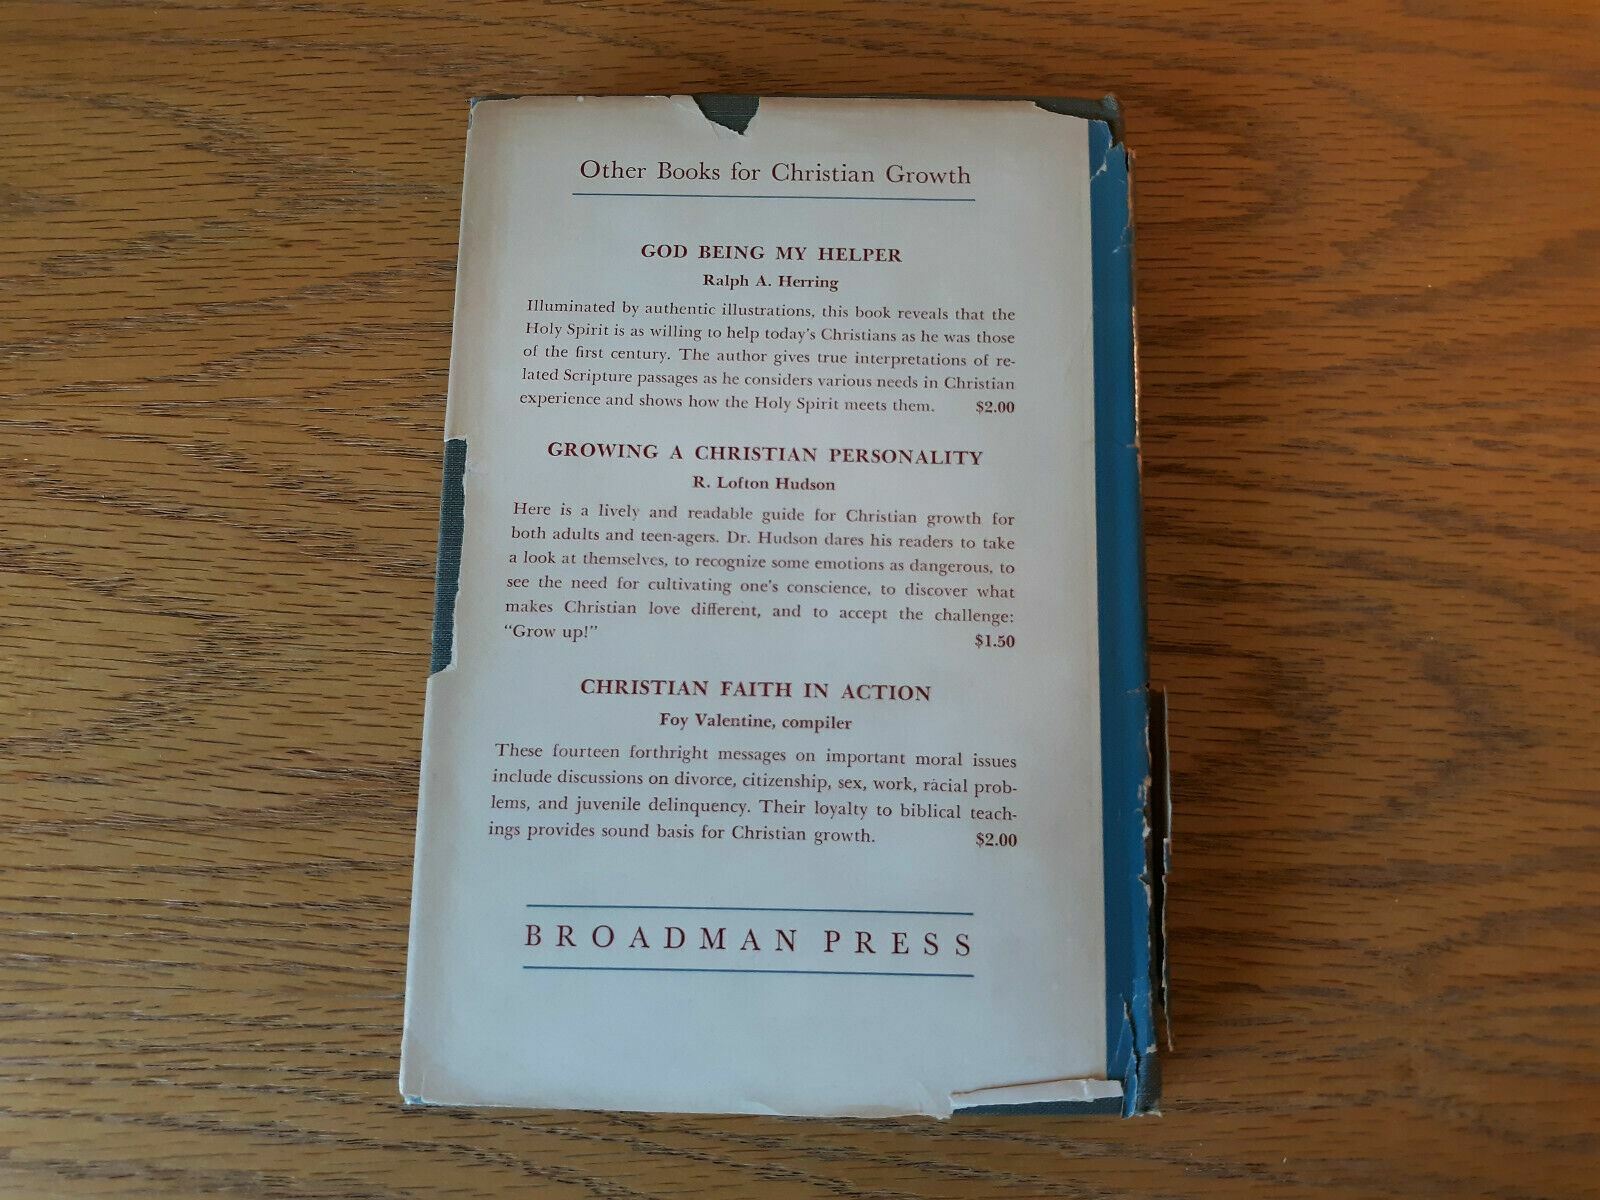 Other Books for Christian Growth
GOD BEING MY HELPER
Ralph A. Herring
Illuminated by authentic illustrations, this book reveals that the
Holy Spirit is as willing to help today's Christians as he was those
of the first century. The author gives true interpretations of re-
lated Scripture passages as he considers various needs in Christian
experience and shows how the Holy Spirit meets them. $2.00
GROWING A CHRISTIAN PERSONALITY
R. Lofton Hudson
Here is a lively and readable guide for Christian growth for
both adults and teen-agers. Dr. Hudson dares his readers to take
a look at themselves, to recognize some emotions as dangerous, to
see the need for cultivating one's conscience, to discover what
makes Christian love different, and to accept the challenge:
"Grow up!" $1.50
CHRISTIAN FAITH IN ACTION
Foy Valentine, compiler
These fourteen forthright messages on important moral issues
include discussions on divorce, citizenship, sex, work, racial prob-
lems, and juvenile delinquency. Their loyalty to biblical teach-
ings provides sound basis for Christian growth. $2.00
BROADMAN PRESS